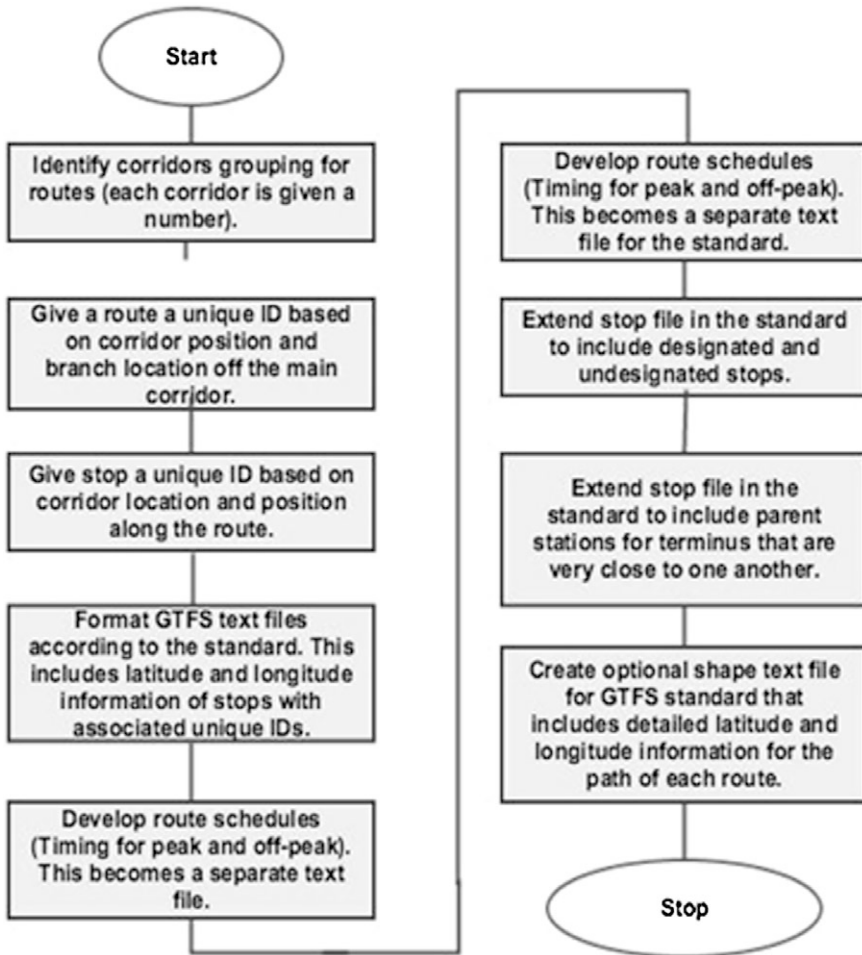 Start
Identify corridors grouping for
routes (each corridor is given a
number).
Give a route a unique ID based
on corridor position and
branch location off the main
corridor.
Give stop a unique ID based on
corridor location and position
along the route.
Format GTFS text files
according to the standard. This
includes latitude and longitude
information of stops with
associated unique IDs.
Develop route schedules
(Timing for peak and off-peak).
This becomes a separate text
file.
Develop route schedules
(Timing for peak and off-peak).
This becomes a separate text
file for the standard.
Extend stop file in the standard
to include designated and
undesignated stops.
Extend stop file in the
standard to include parent
stations for terminus that are
very close to one another.
Create optional shape text file
for GTFS standard that
includes detailed latitude and
longitude information for the
path of each route.
Stop